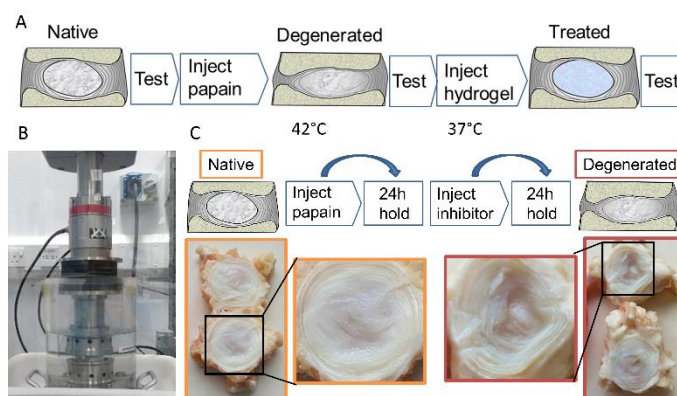 A
Native
Degenerated
Treated
Test
Inject
papain
Test
Inject
hydrogel
Test
B
C
42°C
37°C
Native
Degenerated
Inject
papain
24h
hold
Inject
inhibitor
24h
hold